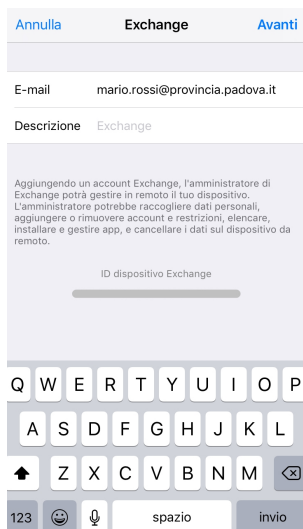 Annulla Exchange Avanti
E-mail mario.rossi@provincia.padova.it
Descrizione Exchange
Aggiungendo un account Exchange, l'amministratore di
Exchange potrà gestire in remoto il tuo dispositivo.
L'amministratore potrebbe raccogliere dati personali,
aggiungere o rimuovere account e restrizioni, elencare,
installare e gestire app, e cancellare i dati sul dispositivo da
remoto.
ID dispositivo Exchange
Q W E R T Y U I O P
A S D F G H J K L
Z X C V B N M
123 spazio invio